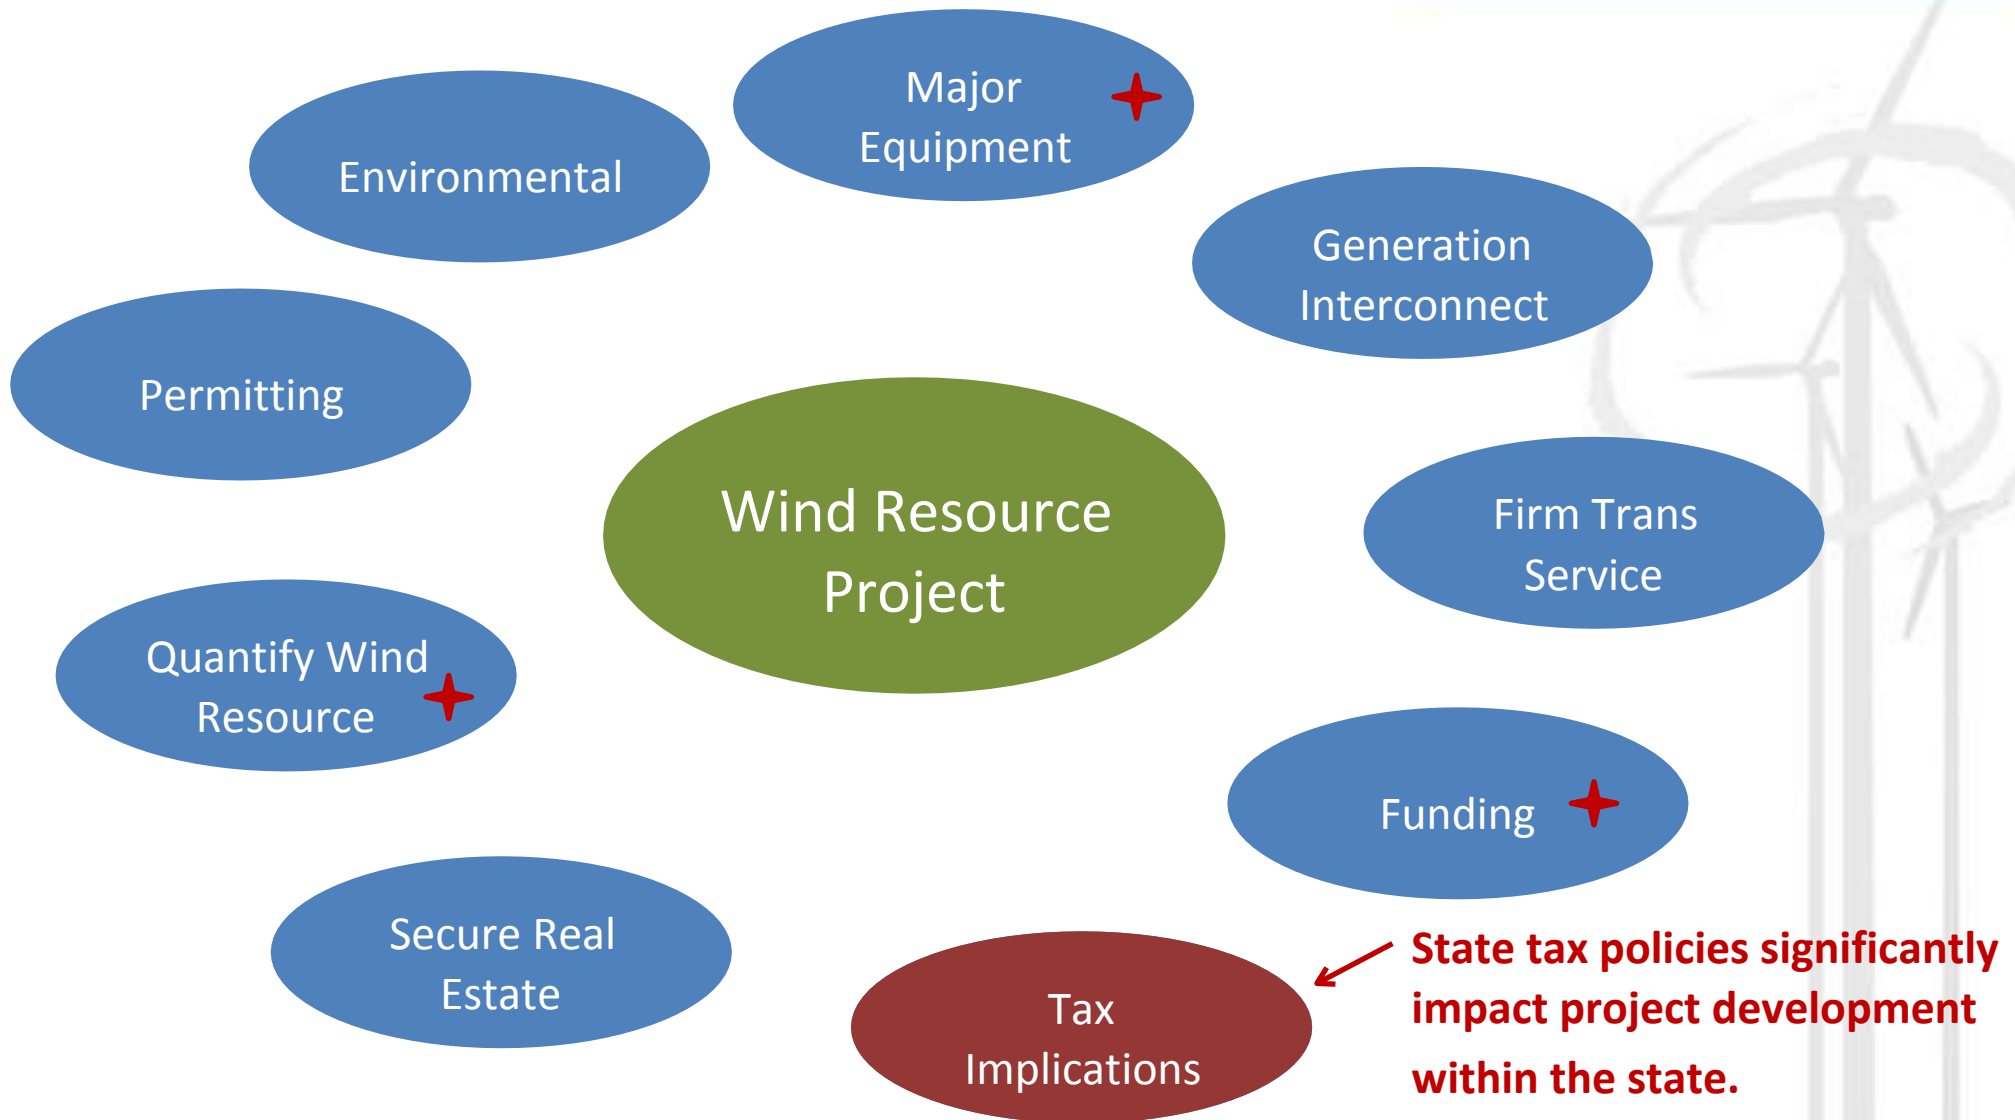 Major
Equipment
Environmental
Generation
Interconnect
Permitting
Wind Resource
Project
Firm Trans
Service
Quantify Wind
Resource
Funding
Secure Real
Estate
Tax
Implications
State tax policies significantly
impact project development
within the state.